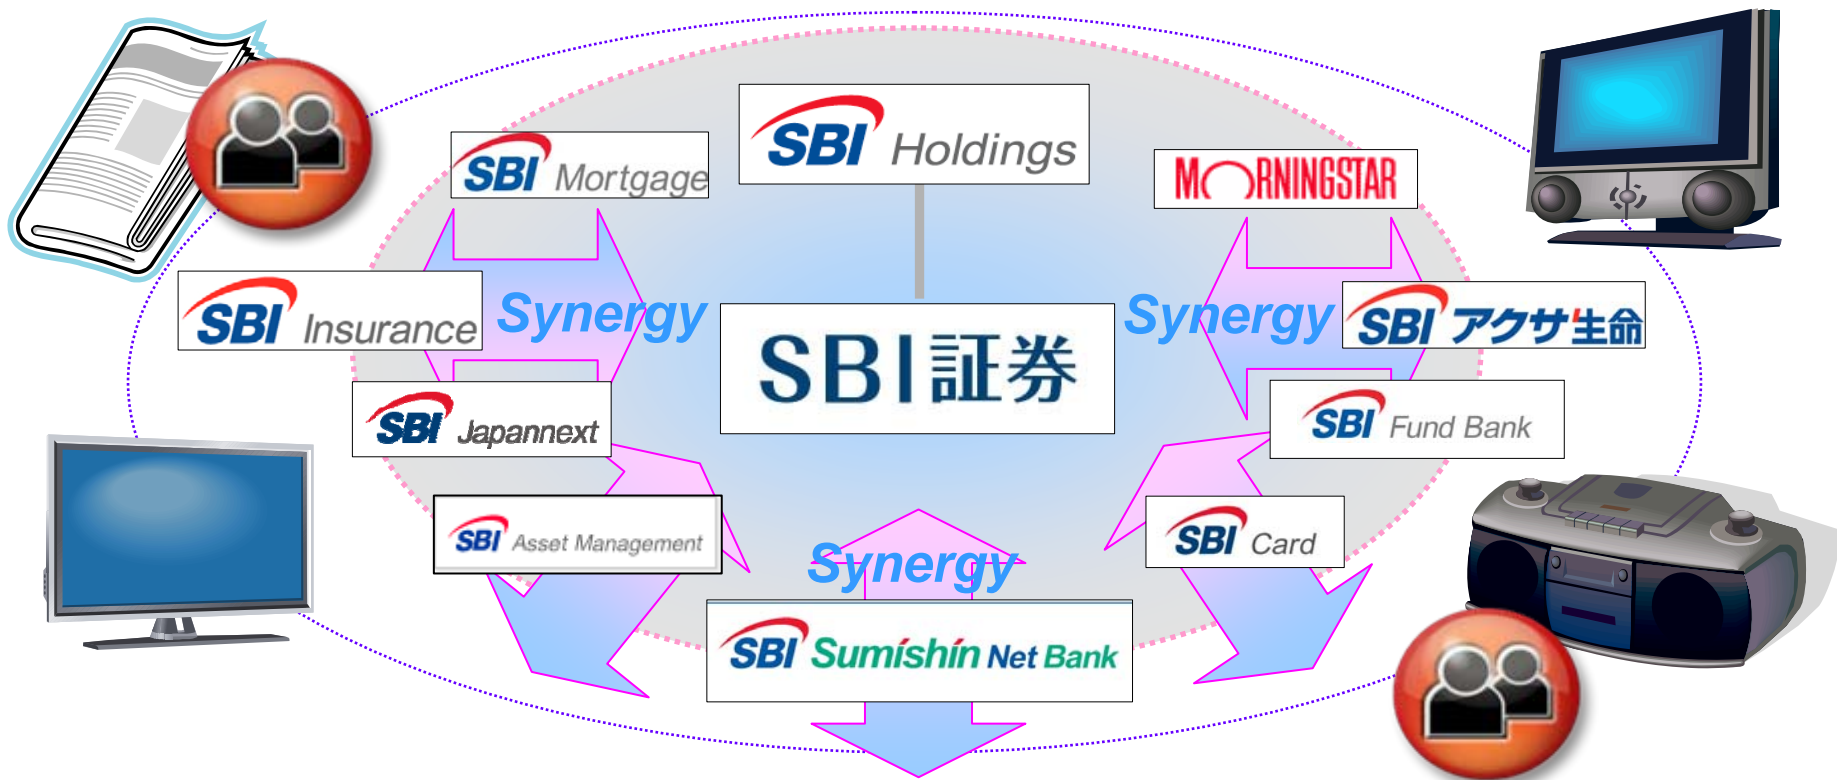 SBI Holdings
SBI Mortgage
MORNINGSTAR
SBI Insurance
Synergy
SBI証券
Synergy
SBI アクサ生命
SBI Japannext
SBI Fund Bank
SBI Asset Management
SBI Card
Synergy
SBI Sumishin Net Bank